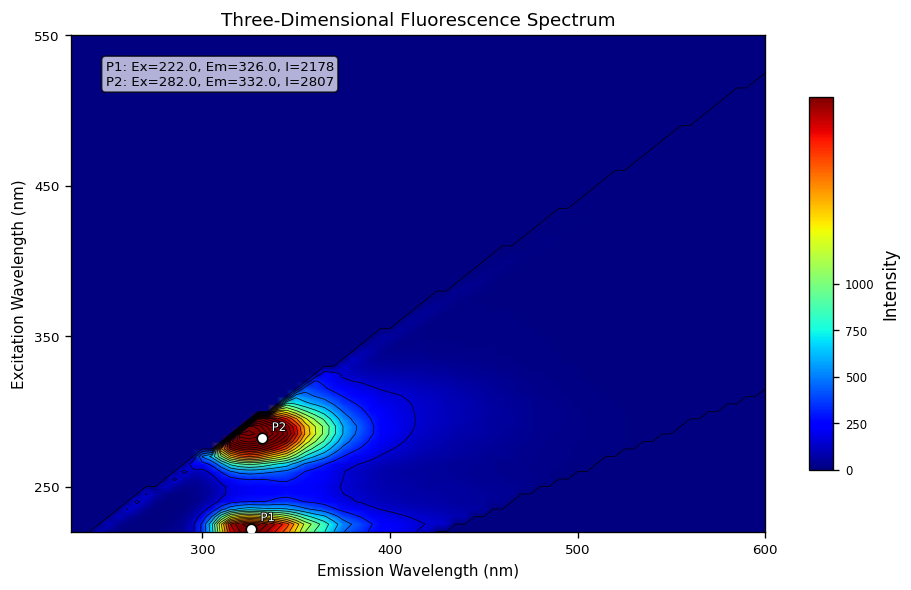 Three-Dimensional Fluorescence Spectrum
550
P1: Ex=222.0, Em=326.0, I=2178
P2: Ex=282.0, Em=332.0, I=2807
450
350
250
Excitation Wavelength (nm)
P2
P1
300
400
500
600
Emission Wavelength (nm)
1000
750
500
250
0
Intensity